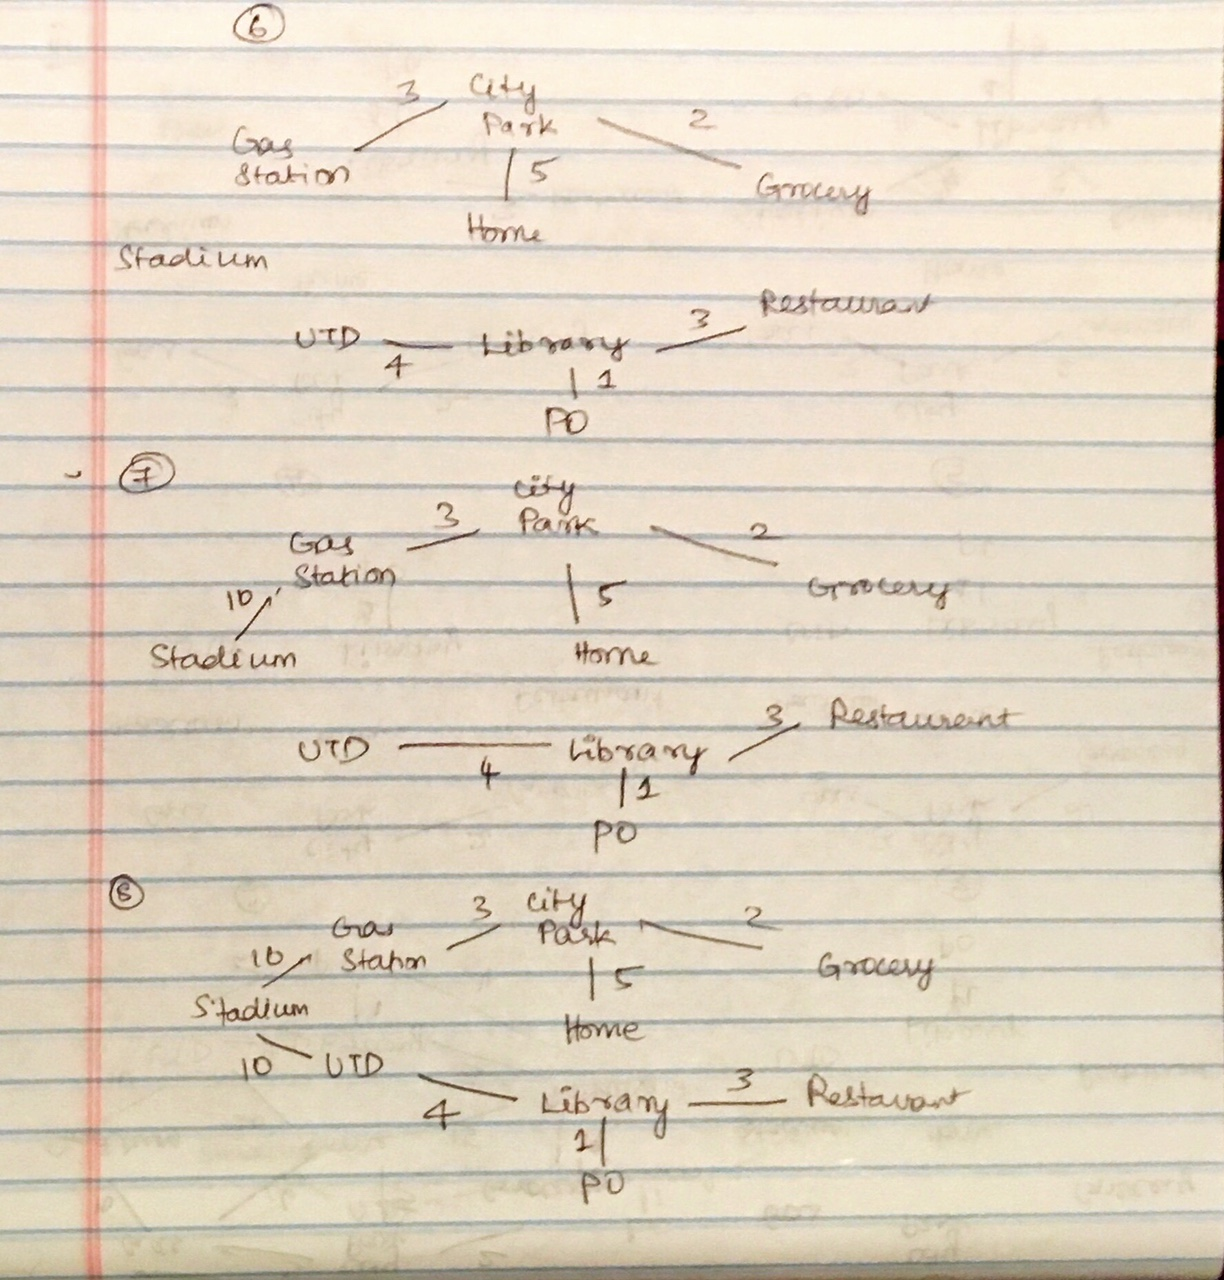 6
3 City
Park 2
Gas
Station 5
Grocery
Home
Stadium
Restaurant
UTD 4 Library 3
1
PO
7
City
3 Park 2
Gas
Station
10 5 Grocery
Stadium Home
3 Restaurant
UTD 4 Library
1
PO
8
3 City 2
Gas Park
10 Station Grocery
5
Stadium
Home
10 UTD
3
4 Library Restaurant
1
PO